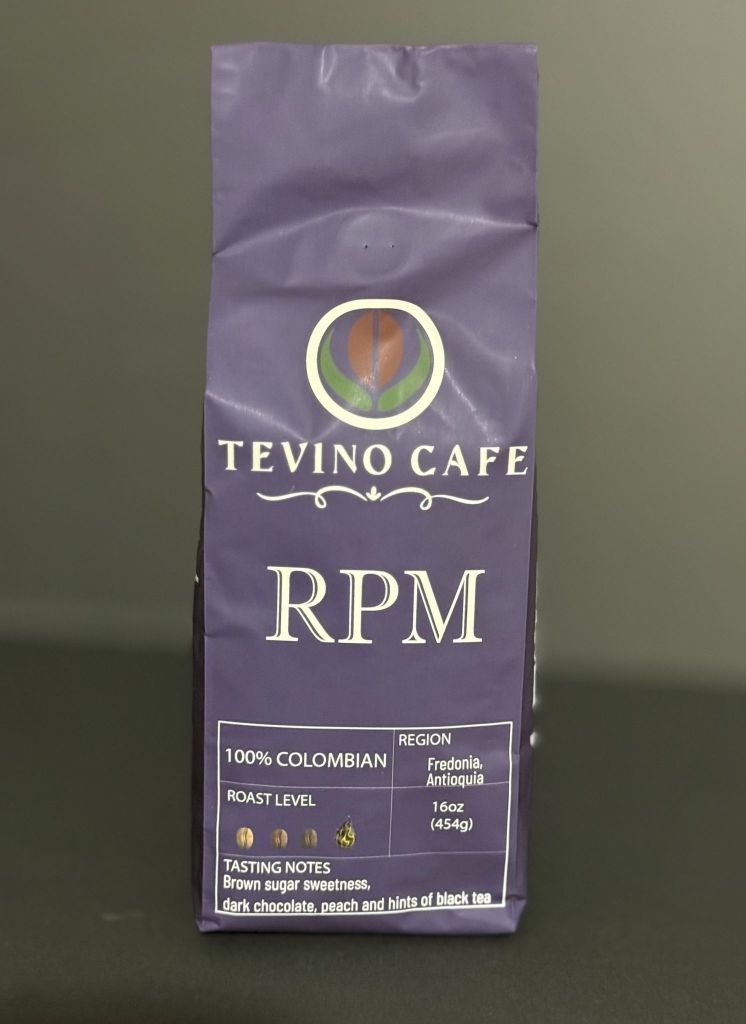 TEVINO CAFE
RPM
100% COLOMBIAN
REGION
Fredonia,
Antioquia
ROAST LEVEL
16oz
(454g)
TASTING NOTES
Brown sugar sweetness,
dark chocolate, peach and hints of black tea